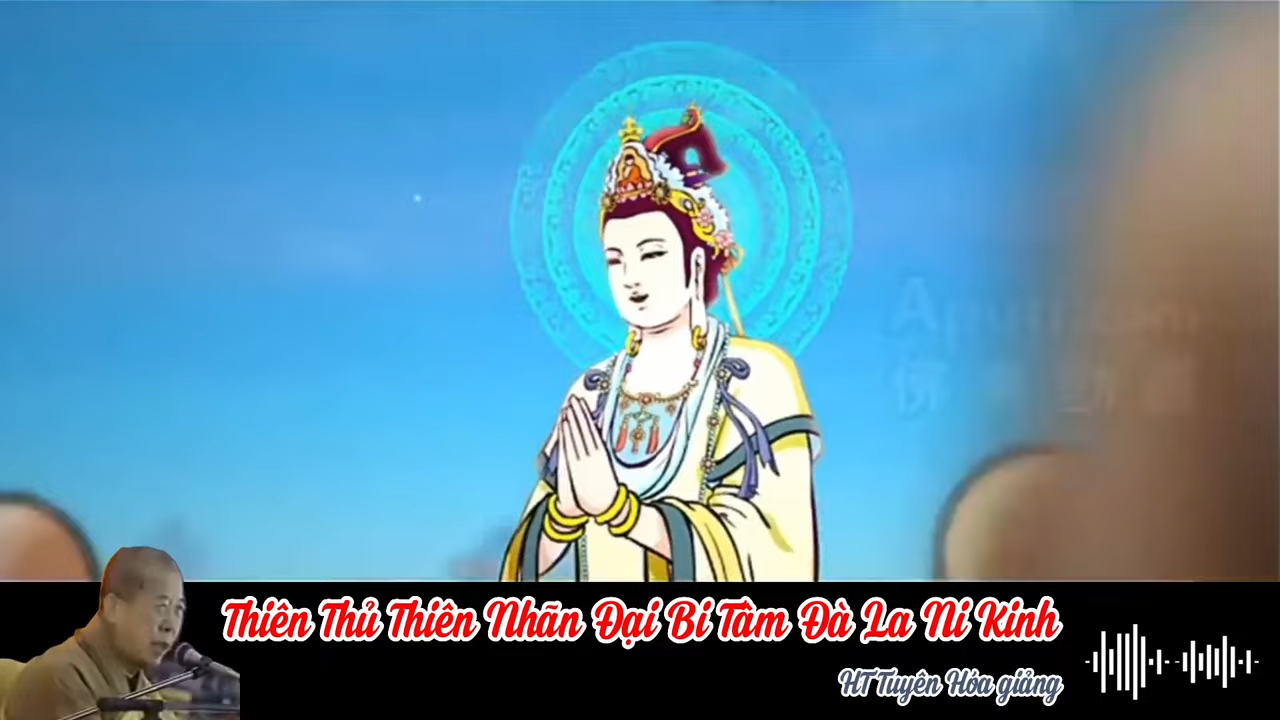 Thiên Thủ Thiên Nhãn Đại Bi Tâm Đà La Ni Kinh
HT Tuyên Hóa giảng